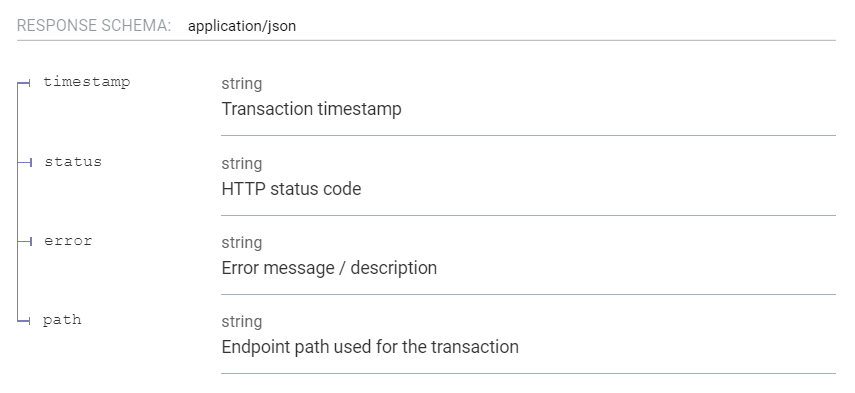 RESPONSE SCHEMA: application/json
timestamp string
Transaction timestamp
status string
HTTP status code
error string
Error message / description
path string
Endpoint path used for the transaction